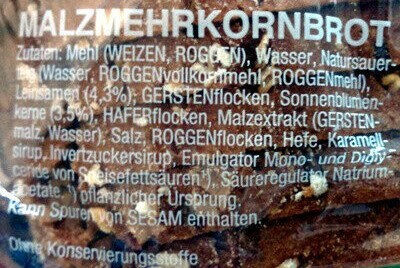 MALZMEHRKORNBROT
Zutaten: Mehl (WEIZEN, ROGGEN), Wasser, Natursauer-
teig (Wasser, ROGGENvollkornmehl, ROGGENmehl),
Leinsamen (4,3%), GERSTENflocken, Sonnenblumen-
kerne (3,5%), HAFERflocken, Malzextrakt (GERSTEN-
malz, Wasser), Salz, ROGGENflocken, Hefe, Karamell-
sirup, Invertzuckersirup, Emulgator Mono- und Digly-
ceride von Speisefettsäuren*), Säureregulator Natrium-
acetate *) pflanzlicher Ursprung.
Kann Spuren von SESAM enthalten.
Ohne Konservierungsstoffe